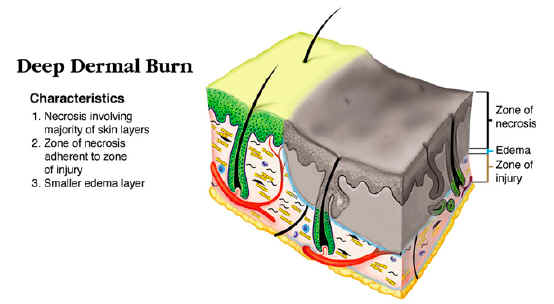 Deep Dermal Burn
Characteristics
1. Necrosis involving
majority of skin layers
2. Zone of necrosis
adherent to zone
of injury
3. Smaller edema layer
Zone of
necrosis
Edema
Zone of
injury